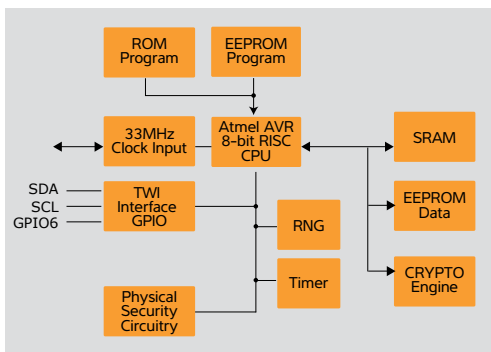 ROM
Program
EEPROM
Program
33MHz
Clock Input
Atmel AVR
8-bit RISC
CPU
SRAM
SDA
SCL
GPIO6
TWI
Interface
GPIO
EEPROM
Data
RNG
Timer
CRYPTO
Engine
Physical
Security
Circuitry